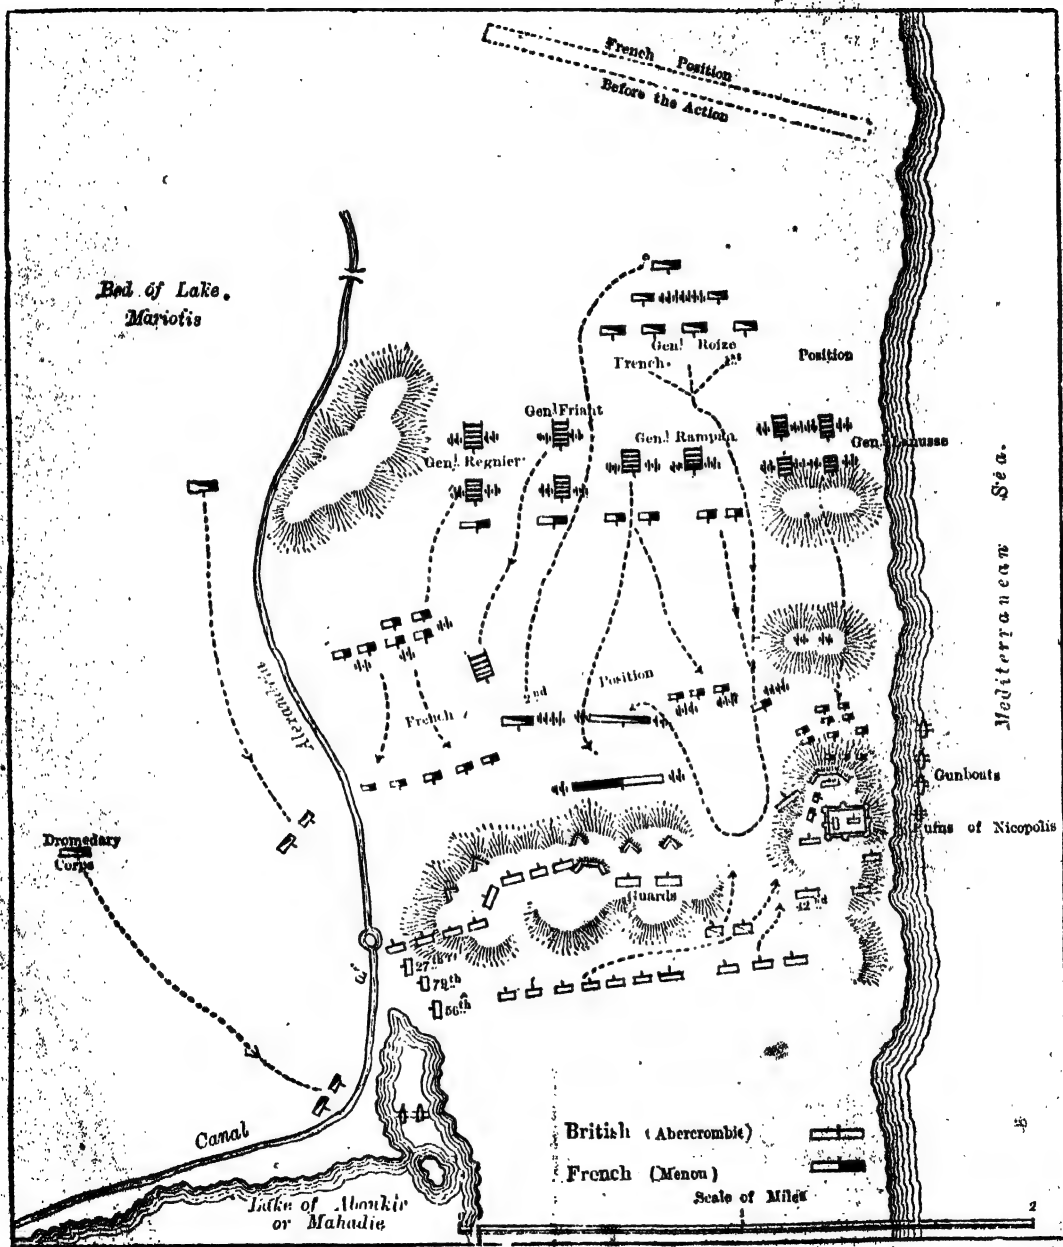 French Position
Before the Action
Bed of Lake
Mariotis
Gen.l Roize
French
1st
Position
Gen.l Friant
Gen.l Regnier
Gen.l Rampon
Gen.l Lanusse
Mediterranean Sea.
Alexandria
French
2nd
Position
Gunboats
Ruins of Nicopolis
Dromedary
Corps
Guards
42nd
27th
79th
56th
Canal
Lake of Aboukir
or Mahadie
British (Abercrombie)
French (Menou)
Scale of Miles
2